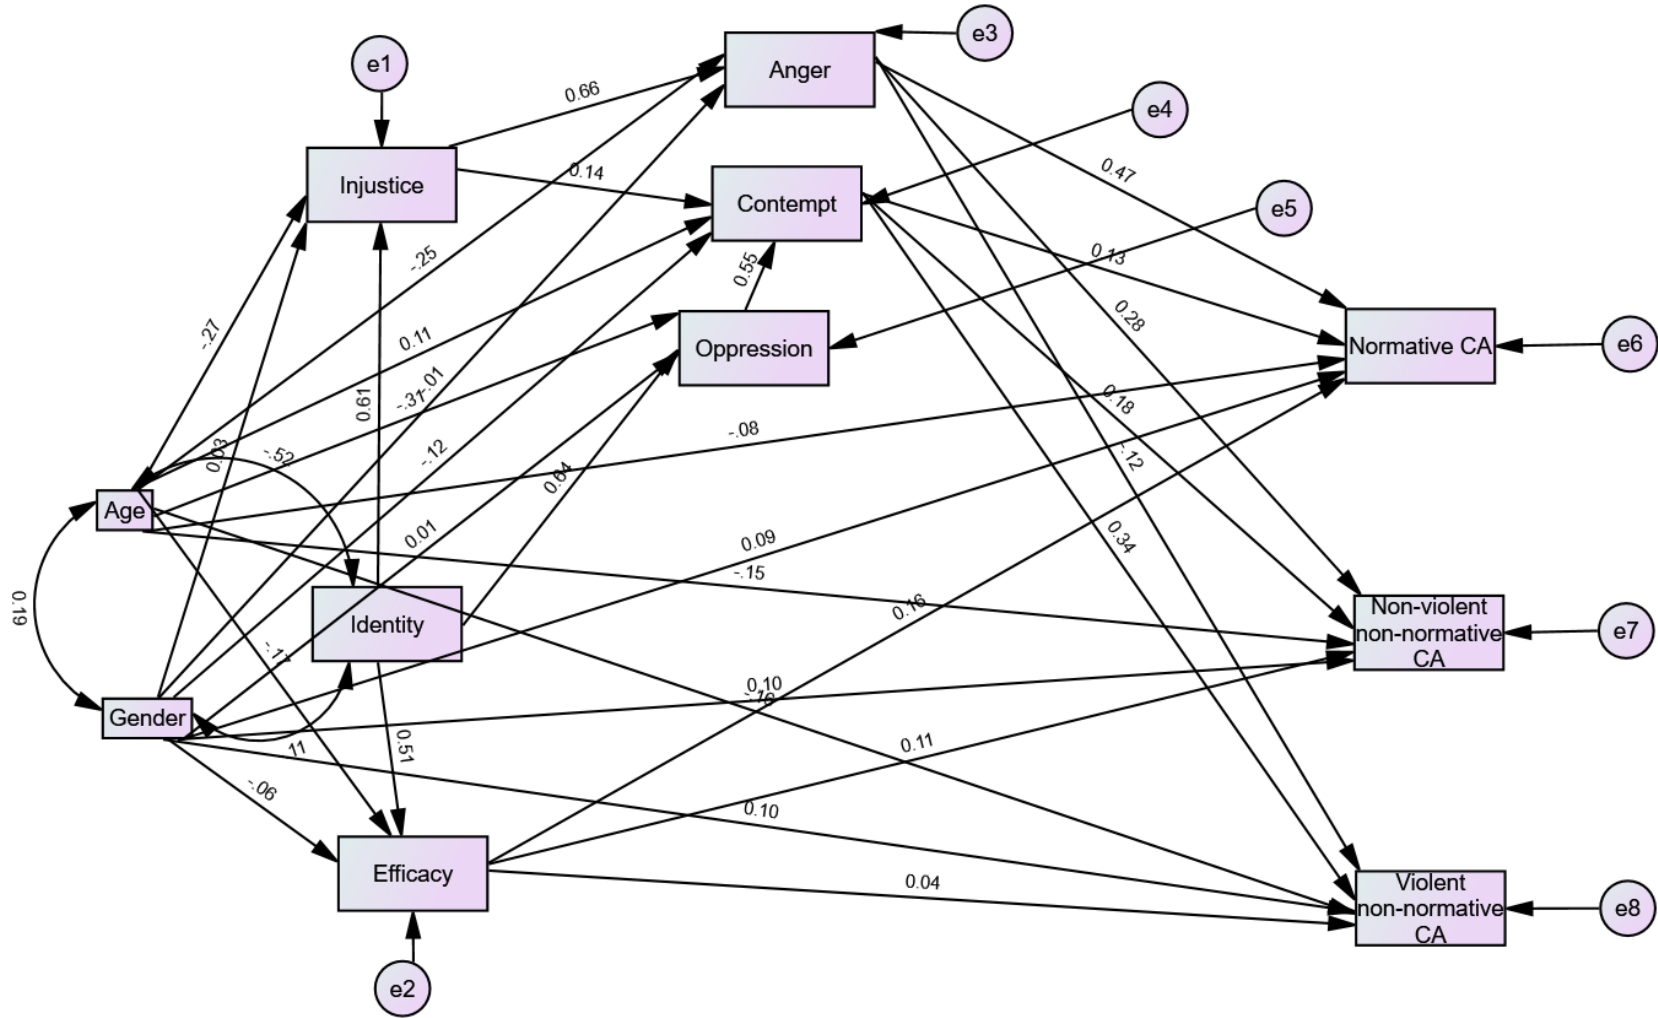 e3
Anger
e1
0.66
e4
Injustice
0.14
Contempt
0.47
e5
-.25
0.55
0.13
-.27
0.11
0.28
Oppression
Normative CA
e6
-.01
-.31
0.61
0.18
-.08
0.03
-.52
-.12
-.12
0.64
Age
0.01
0.09
0.34
-.15
0.19
0.16
Identity
Non-violent
non-normative
CA
e7
0.10
Gender
0.51
.11
0.11
-.06
0.10
Efficacy
0.04
Violent
non-normative
CA
e8
e2